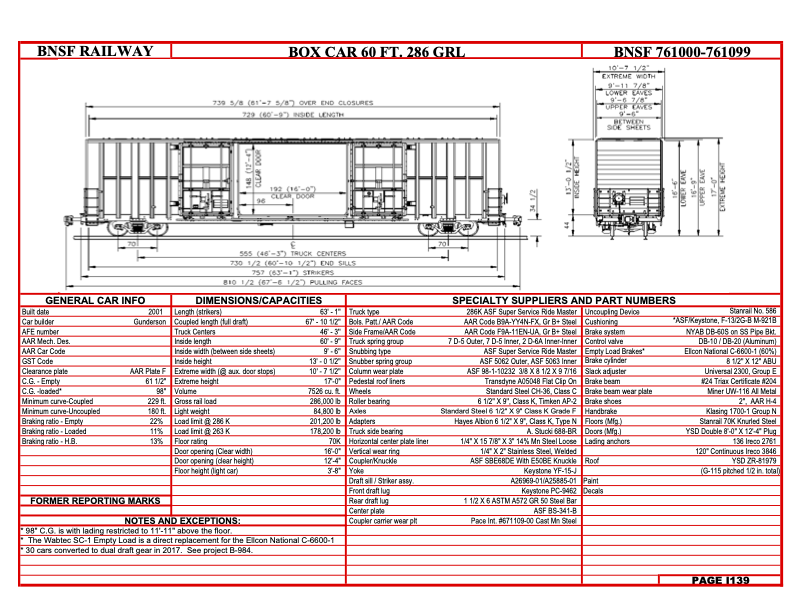 BNSF RAILWAY BOX CAR 60 FT. 286 GRL BNSF 761000-761099
10'-7 1/2"
EXTREME WIDTH
9'-11 7/8"
LOWER EAVES
9'-6 7/8"
UPPER EAVES
9'-6"
BETWEEN
SIDE SHEETS
739 5/8 (61'-7 5/8") OVER END CLOSURES
729 (60'-9") INSIDE LENGTH
148 (12'-4")
CLEAR DOOR
192 (16'-0")
CLEAR DOOR
96
34 1/2
13'-0 1/2"
INSIDE HEIGHT
44
16'-6"
LOWER EAVE
16'-9"
UPPER EAVE
17'-0"
EXTREME HEIGHT
70 70
555 (46'-3") TRUCK CENTERS
730 1/2 (60'-10 1/2") END SILLS
757 (63'-1") STRIKERS
810 1/2 (67'-6 1/2") PULLING FACES
GENERAL CAR INFO DIMENSIONS/CAPACITIES SPECIALTY SUPPLIERS AND PART NUMBERS
Built date 2001 Length (strikers) 63' - 1" Truck type 286K ASF Super Service Ride Master Uncoupling Device Stanrail No. 586
Car builder Gunderson Coupled length (full draft) 67' - 10 1/2" Bols. Patt./ AAR Code AAR Code B9A-YY4N-FX, Gr B+ Steel Cushioning *ASF/Keystone, F-13/2G-B M-921B
AFE number Truck Centers 46' - 3" Side Frame/AAR Code AAR Code F9A-11EN-UA, Gr B+ Steel Brake system NYAB DB-60S on SS Pipe Bkt.
AAR Mech. Des. Inside length 60' - 9" Truck spring group 7 D-5 Outer, 7 D-5 Inner, 2 D-6A Inner-Inner Control valve DB-10 / DB-20 (Aluminum)
AAR Car Code Inside width (between side sheets) 9' - 6" Snubbing type ASF Super Service Ride Master Empty Load Brakes* Ellcon National C-6600-1 (60%)
GST Code Inside height 13' - 0 1/2" Snubber spring group ASF 5062 Outer, ASF 5063 Inner Brake cylinder 8 1/2" X 12" ABU
Clearance plate AAR Plate F Extreme width (@ aux. door stops) 10' - 7 1/2" Column wear plate ASF 98-1-10232 3/8 X 8 1/2 X 9 7/16 Slack adjuster Universal 2300, Group E
C.G. - Empty 61 1/2" Extreme height 17'-0" Pedestal roof liners Transdyne A05048 Flat Clip On Brake beam #24 Triax Certificate #204
C.G. -loaded* 98" Volume 7526 cu. ft. Wheels Standard Steel CH-36, Class C Brake beam wear plate Miner UW-116 All Metal
Minimum curve-Coupled 229 ft. Gross rail load 286,000 lb Roller bearing 6 1/2" X 9", Class K, Timken AP-2 Brake shoes 2", AAR H-4
Minimum curve-Uncoupled 180 ft. Light weight 84,800 lb Axles Standard Steel 6 1/2" X 9" Class K Grade F Handbrake Klasing 1700-1 Group N
Braking ratio - Empty 22% Load limit @ 286 K 201,200 lb Adapters Hayes Albion 6 1/2" X 9", Class K, Type N Floors (Mfg.) Stanrail 70K Knurled Steel
Braking ratio - Loaded 11% Load limit @ 263 K 178,200 lb Truck side bearing A. Stucki 688-BR Doors (Mfg.) YSD Double 8'-0" X 12'-4" Plug
Braking ratio - H.B. 13% Floor rating 70K Horizontal center plate liner 1/4" X 15 7/8" X 3" 14% Mn Steel Loose Lading anchors 136 Ireco 2761
Door opening (Clear width) 16'-0" Vertical wear ring 1/4" X 2" Stainless Steel, Welded 120" Continuous Ireco 3846
Door opening (clear height) 12'-4" Coupler/Knuckle ASF SBE68DE With E50BE Knuckle Roof YSD ZR-81979
Floor height (light car) 3'-8" Yoke Keystone YF-15-J (G-115 pitched 1/2 in. total)
Draft sill / Striker assy. A26969-01/A25885-01 Paint
Front draft lug Keystone PC-9462 Decals
FORMER REPORTING MARKS Rear draft lug 1 1/2 X 6 ASTM A572 GR 50 Steel Bar
Center plate ASF BS-341-B
NOTES AND EXCEPTIONS: Coupler carrier wear plt Pace Int. #671109-00 Cast Mn Steel
* 98" C.G. is with lading restricted to 11'-11" above the floor.
* The Wabtec SC-1 Empty Load is a direct replacement for the Ellcon National C-6600-1
* 30 cars converted to dual draft gear in 2017. See project B-984.
PAGE I139